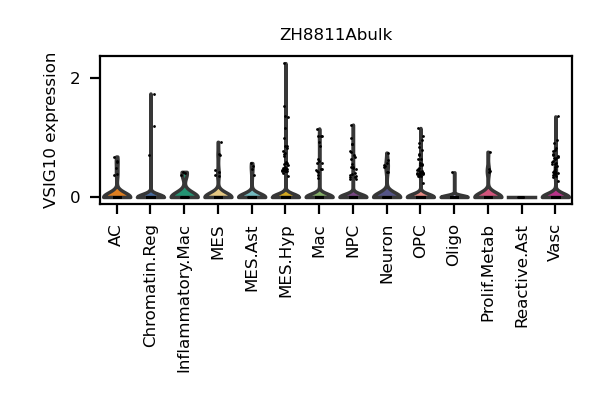 ZH8811Abulk
VSIG10 expression
2
0
AC
Chromatin.Reg
Inflammatory.Mac
MES
MES.Ast
MES.Hyp
Mac
NPC
Neuron
OPC
Oligo
Prolif.Metab
Reactive.Ast
Vasc